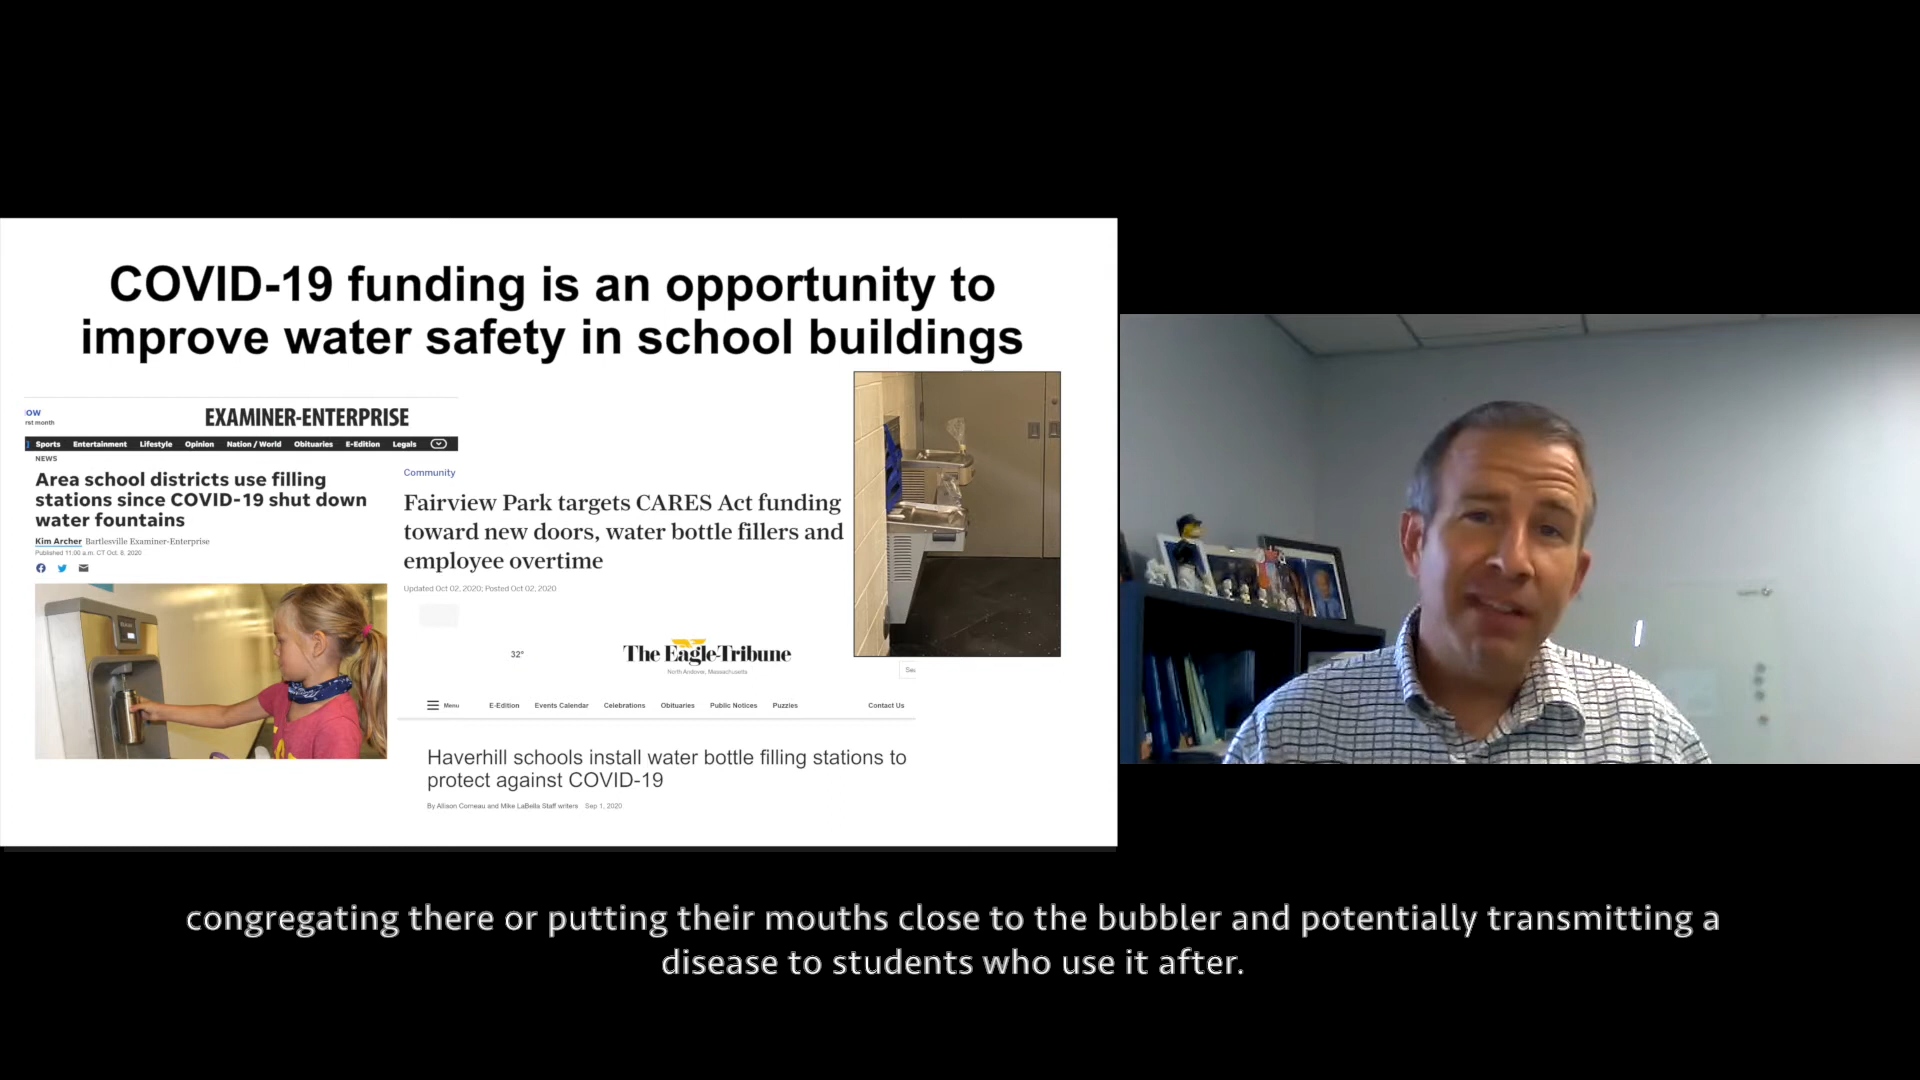 COVID-19 funding is an opportunity to
improve water safety in school buildings
OW
rst month
EXAMINER-ENTERPRISE
Sports Entertainment Lifestyle Opinion Nation / World Obituaries E-Edition Legals
NEWS
Area school districts use filling
stations since COVID-19 shut down
water fountains
Kim Archer Bartlesville Examiner-Enterprise
Published 11:00 a.m. CT Oct. 8, 2020
Community
Fairview Park targets CARES Act funding
toward new doors, water bottle fillers and
employee overtime
Updated Oct 02, 2020; Posted Oct 02, 2020
32°
The Eagle-Tribune
North Andover, Massachusetts
Menu E-Edition Events Calendar Celebrations Obituaries Public Notices Puzzles Contact Us
Haverhill schools install water bottle filling stations to
protect against COVID-19
By Allison Corneau and Mike LaBella Staff writers Sep 1, 2020
congregating there or putting their mouths close to the bubbler and potentially transmitting a
disease to students who use it after.